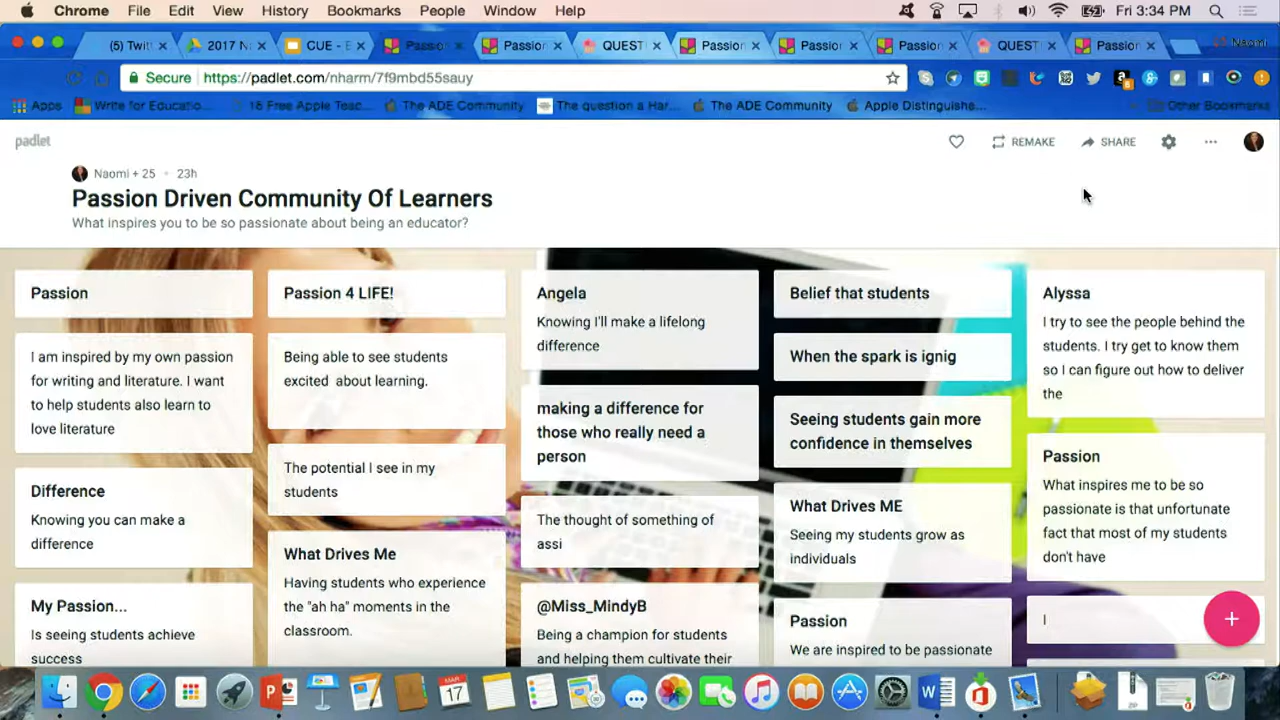 Chrome File Edit View History Bookmarks People Window Help Fri 3:34 PM
(5) Twit 2017 N CUE - E Passio Passion QUEST Passion Passion Passion QUEST Passion Naomi
Secure https://padlet.com/nharm/7f9mbd55sauy
Apps Write for Educatio... 16 Free Apple Teac... The ADE Community The question a Har... The ADE Community Apple Distinguishe... Other Bookmarks
padlet
REMAKE SHARE
Naomi + 25 • 23h
Passion Driven Community Of Learners
What inspires you to be so passionate about being an educator?
Passion
I am inspired by my own passion
for writing and literature. I want
to help students also learn to
love literature
Difference
Knowing you can make a
difference
My Passion...
Is seeing students achieve
success
Passion 4 LIFE!
Being able to see students
excited about learning.
The potential I see in my
students
What Drives Me
Having students who experience
the "ah ha" moments in the
classroom.
Angela
Knowing I'll make a lifelong
difference
making a difference for
those who really need a
person
The thought of something of
assi
@Miss_MindyB
Being a champion for students
and helping them cultivate their
Belief that students
When the spark is ignig
Seeing students gain more
confidence in themselves
What Drives ME
Seeing my students grow as
individuals
Passion
We are inspired to be passionate
Alyssa
I try to see the people behind the
students. I try get to know them
so I can figure out how to deliver
the
Passion
What inspires me to be so
passionate is that unfortunate
fact that most of my students
don't have
I
MAR
17